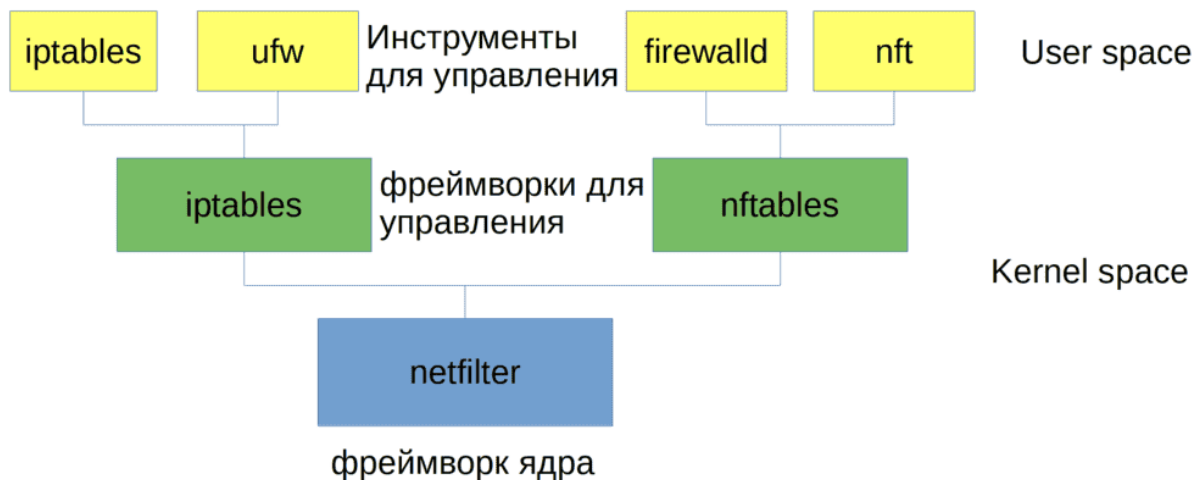 iptables
ufw
Инструменты
для управления
firewalld
nft
User space
iptables
фреймворки для
управления
nftables
Kernel space
netfilter
фреймворк ядра